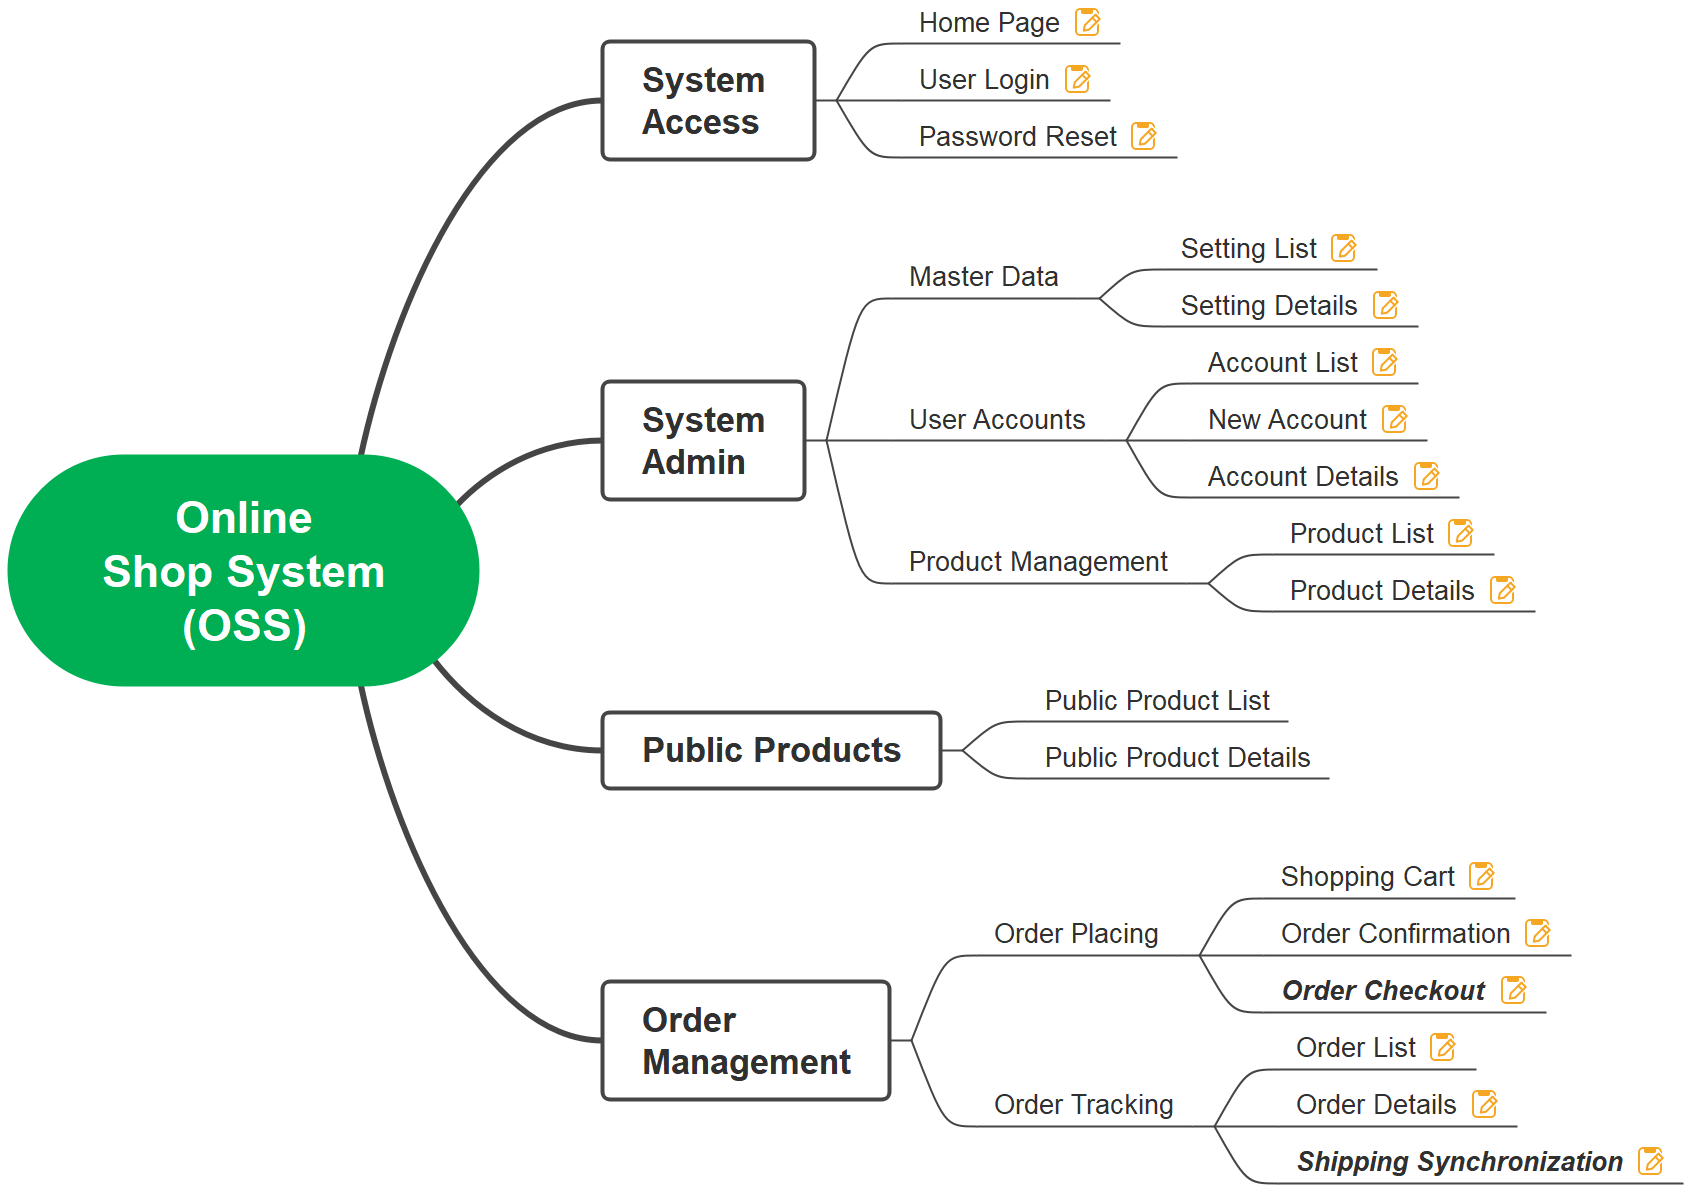 Online
Shop System
(OSS)
System
Access
Home Page
User Login
Password Reset
System
Admin
Master Data
Setting List
Setting Details
User Accounts
Account List
New Account
Account Details
Product Management
Product List
Product Details
Public Products
Public Product List
Public Product Details
Order
Management
Order Placing
Shopping Cart
Order Confirmation
Order Checkout
Order Tracking
Order List
Order Details
Shipping Synchronization